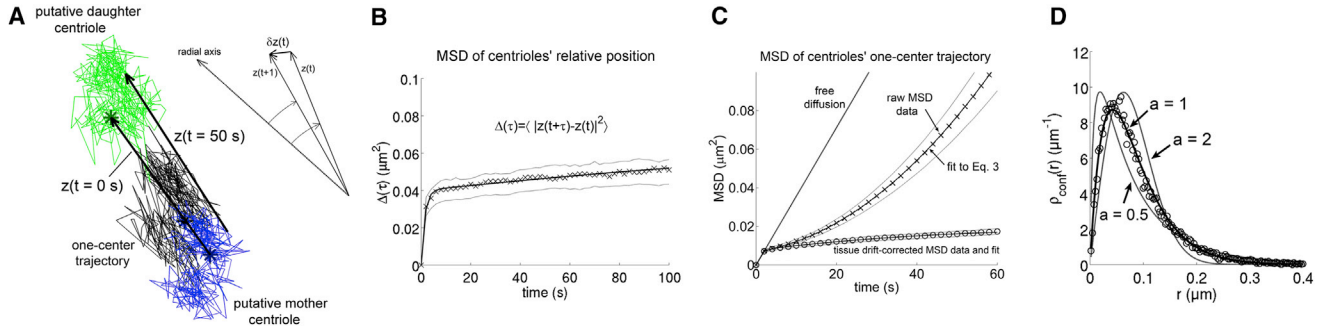 A
putative daughter
centriole
radial axis
δz(t)
z(t+1)
z(t)
z(t = 50 s)
z(t = 0 s)
one-center
trajectory
putative mother
centriole
B
MSD of centrioles' relative position
Δ(τ)=⟨ |z(t+τ)-z(t)|²⟩
Δ(τ) (μm²)
0.1
0.08
0.06
0.04
0.02
0
0 20 40 60 80 100
time (s)
C
MSD of centrioles' one-center trajectory
free
diffusion
raw MSD
data
fit to Eq. 3
tissue drift-corrected MSD data and fit
MSD (μm²)
0.08
0.06
0.04
0.02
0
0 20 40 60
time (s)
D
ρconf(r) (μm⁻¹)
12
10
8
6
4
2
0
a = 1
a = 2
a = 0.5
0 0.1 0.2 0.3 0.4
r (μm)